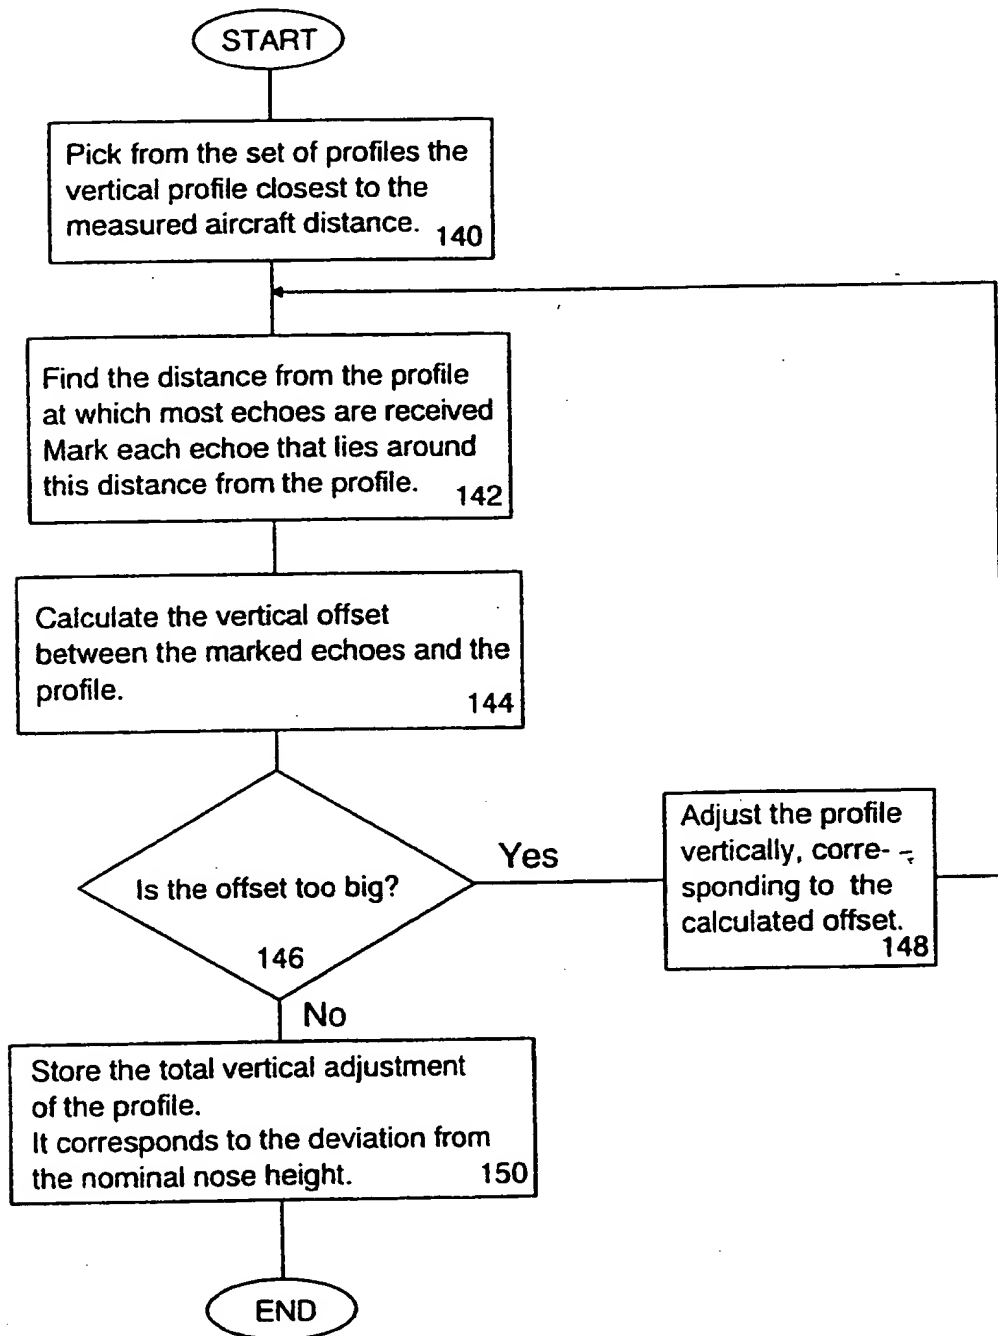 START
Pick from the set of profiles the
vertical profile closest to the
measured aircraft distance.
140
Find the distance from the profile
at which most echoes are received
Mark each echoe that lies around
this distance from the profile.
142
Calculate the vertical offset
between the marked echoes and the
profile.
144
Is the offset too big?
146
Yes
Adjust the profile
vertically, corre-
sponding to the
calculated offset.
148
No
Store the total vertical adjustment
of the profile.
It corresponds to the deviation from
the nominal nose height.
150
END